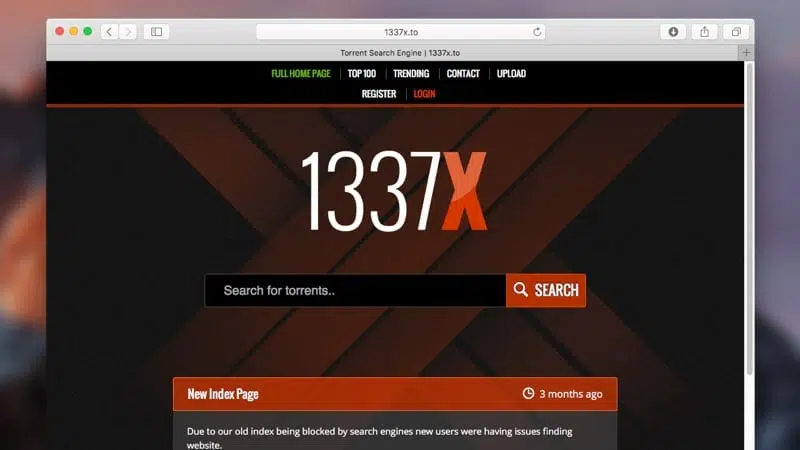 1337x.to
Torrent Search Engine | 1337x.to
FULL HOME PAGE TOP 100 TRENDING CONTACT UPLOAD
REGISTER LOGIN
1337X
Search for torrents..
SEARCH
New Index Page
3 months ago
Due to our old index being blocked by search engines new users were having issues finding
website.